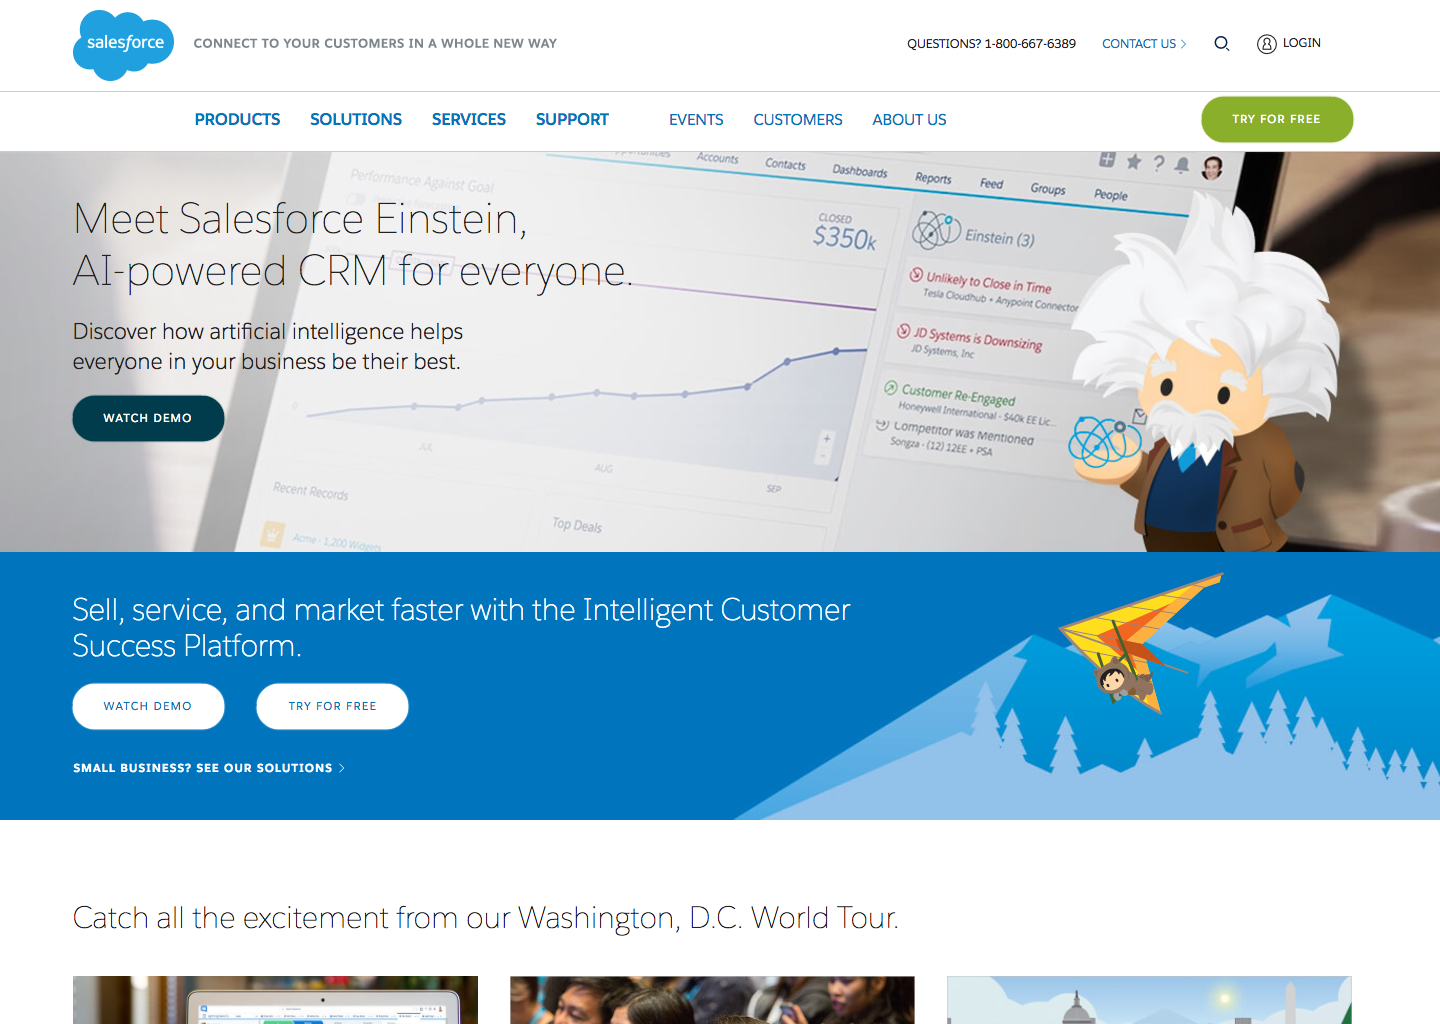 salesforce
CONNECT TO YOUR CUSTOMERS IN A WHOLE NEW WAY
QUESTIONS? 1-800-667-6389
CONTACT US
LOGIN
PRODUCTS
SOLUTIONS
SERVICES
SUPPORT
EVENTS
CUSTOMERS
ABOUT US
TRY FOR FREE
Meet Salesforce Einstein,
AI-powered CRM for everyone.
Discover how artificial intelligence helps
everyone in your business be their best.
WATCH DEMO
Accounts
Contacts
Dashboards
Reports
Feed
Groups
People
Performance Against Goal
CLOSED
$350k
Einstein (3)
Unlikely to Close in Time
Tesla Cloudhub + Anypoint Connector
JD Systems is Downsizing
JD Systems, Inc
Customer Re-Engaged
Honeywell International - $40k EE Lic...
Competitor was Mentioned
Songza - (12) 12EE + PSA
JUL
AUG
SEP
Recent Records
Acme - 1,200 Widgets
Top Deals
Sell, service, and market faster with the Intelligent Customer
Success Platform.
WATCH DEMO
TRY FOR FREE
SMALL BUSINESS? SEE OUR SOLUTIONS
Catch all the excitement from our Washington, D.C. World Tour.